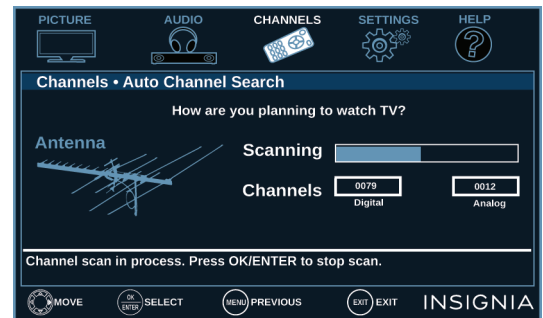 PICTURE AUDIO CHANNELS SETTINGS HELP
?
Channels • Auto Channel Search
How are you planning to watch TV?
Antenna
Scanning
Channels 0079 0012
Digital Analog
Channel scan in process. Press OK/ENTER to stop scan.
MOVE OK ENTER SELECT MENU PREVIOUS EXIT EXIT INSIGNIA